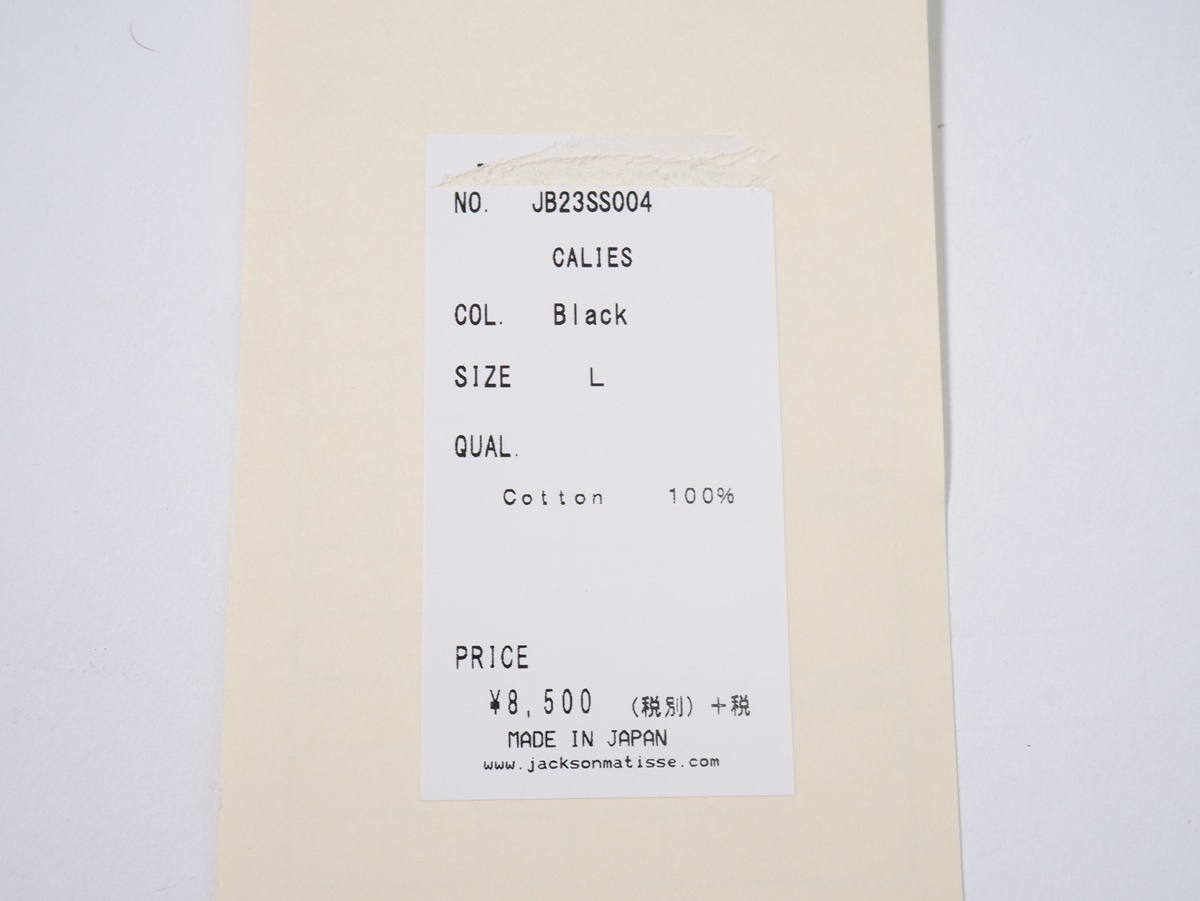 NO. JB23SS004
CALIES
COL. Black
SIZE L
QUAL.
Cotton 100%
PRICE
¥8,500 (税別)+税
MADE IN JAPAN
www.jacksonmatisse.com